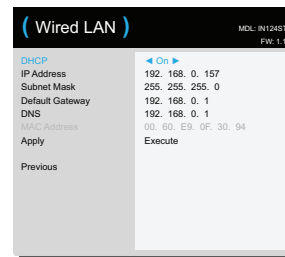 ( Wired LAN )
MDL: IN124ST
FW: 1.1
DHCP ◄ On ►
IP Address 192. 168. 0. 157
Subnet Mask 255. 255. 255. 0
Default Gateway 192. 168. 0. 1
DNS 192. 168. 0. 1
MAC Address 00. 60. E9. 0F. 30. 94
Apply Execute
Previous